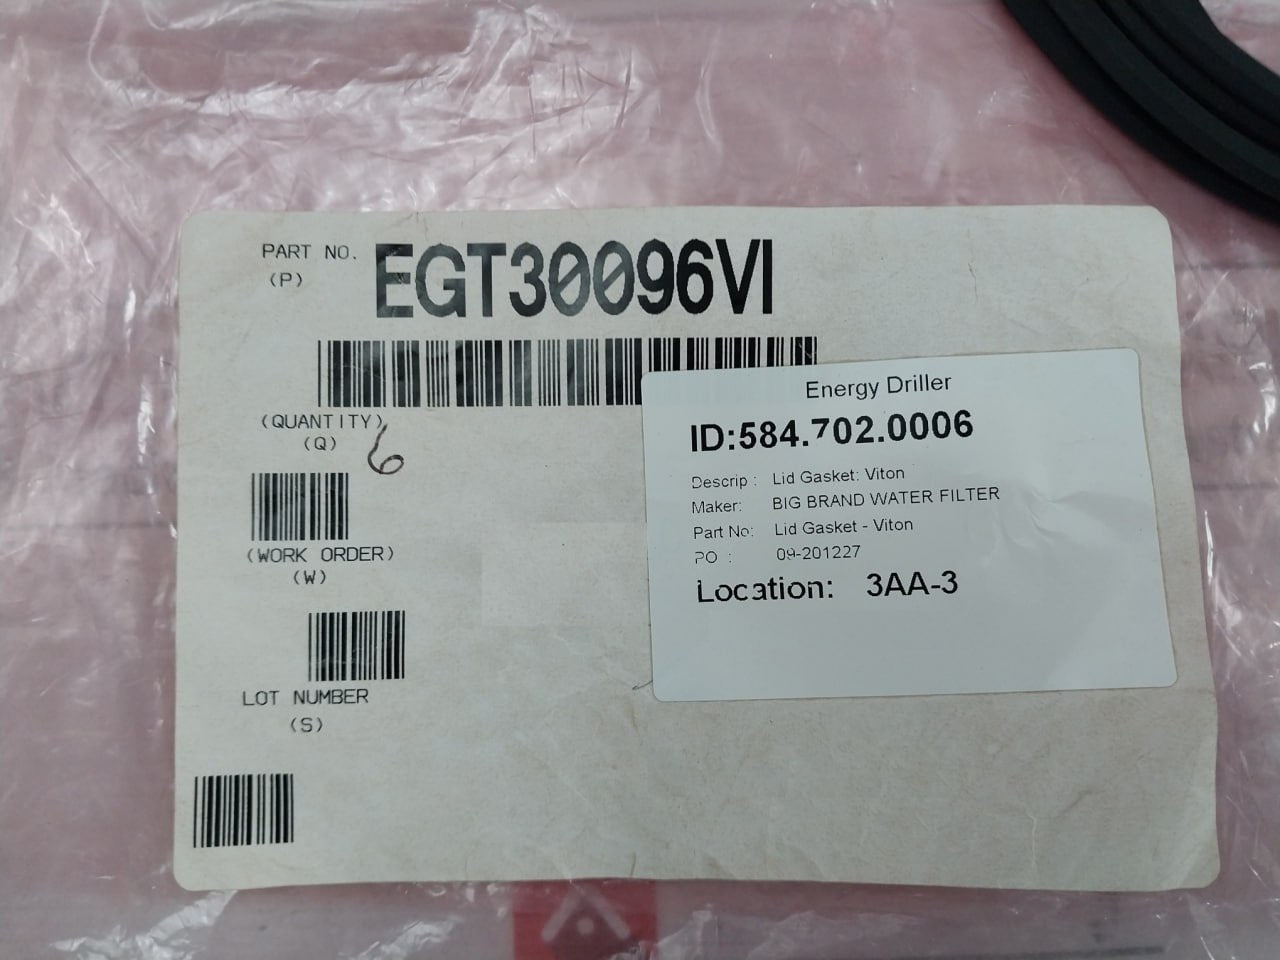 PART NO. EGT30096VI
(P)
(QUANTITY)
(Q) 6
(WORK ORDER)
(W)
LOT NUMBER
(S)
Energy Driller
ID:584.702.0006
Descrip : Lid Gasket: Viton
Maker: BIG BRAND WATER FILTER
Part No: Lid Gasket - Viton
PO : 09-201227
Location: 3AA-3